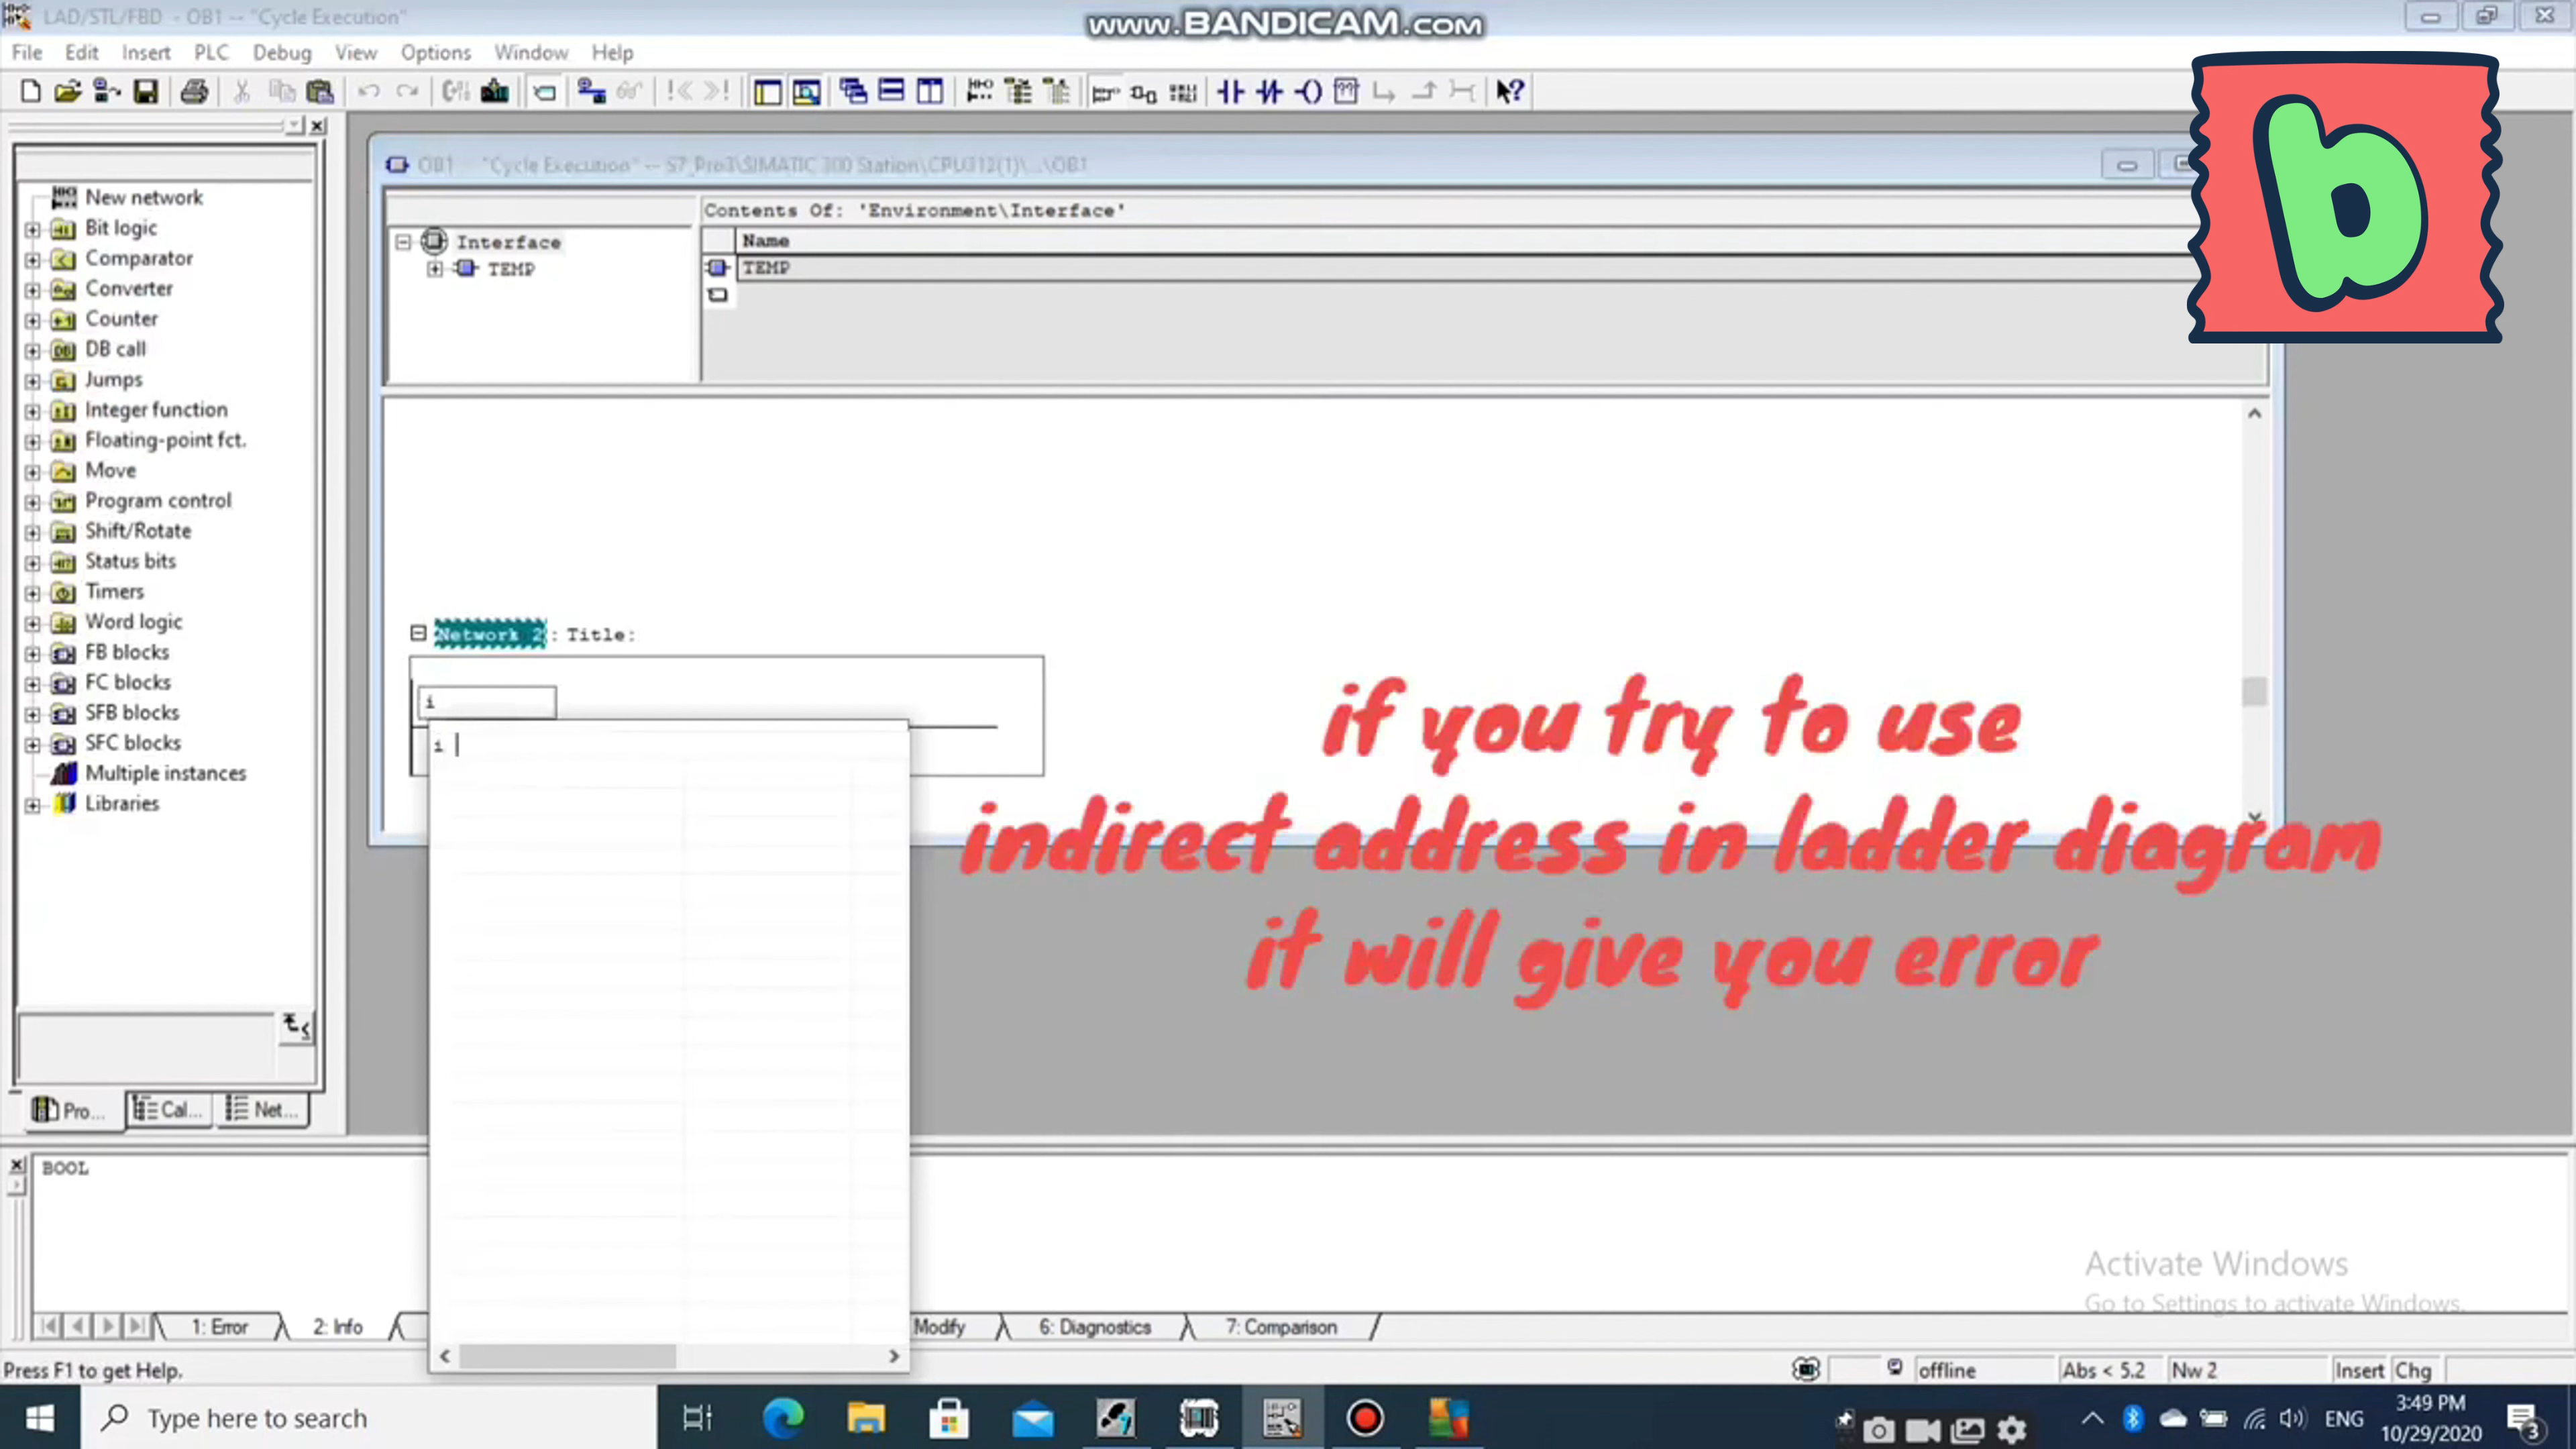 LAD/STL/FBD - OB1 -- "Cycle Execution"
www.BANDICAM.com
File Edit Insert PLC Debug View Options Window Help
b
OB1 -- "Cycle Execution" -- S7_Pro3\SIMATIC 300 Station\CPU312(1)\...\OB1
Contents Of: 'Environment\Interface'
Interface
TEMP
Name
TEMP
New network
Bit logic
Comparator
Converter
Counter
DB call
Jumps
Integer function
Floating-point fct.
Move
Program control
Shift/Rotate
Status bits
Timers
Word logic
FB blocks
FC blocks
SFB blocks
SFC blocks
Multiple instances
Libraries
Network 2 : Title:
i
i
if you try to use
indirect address in ladder diagram
it will give you error
Pro... Cal... Net...
BOOL
Activate Windows
Go to Settings to activate Windows.
1: Error 2: Info Modify 6: Diagnostics 7: Comparison
Press F1 to get Help.
offline Abs < 5.2 Nw 2 Insert Chg
Type here to search
ENG
3:49 PM
10/29/2020
3